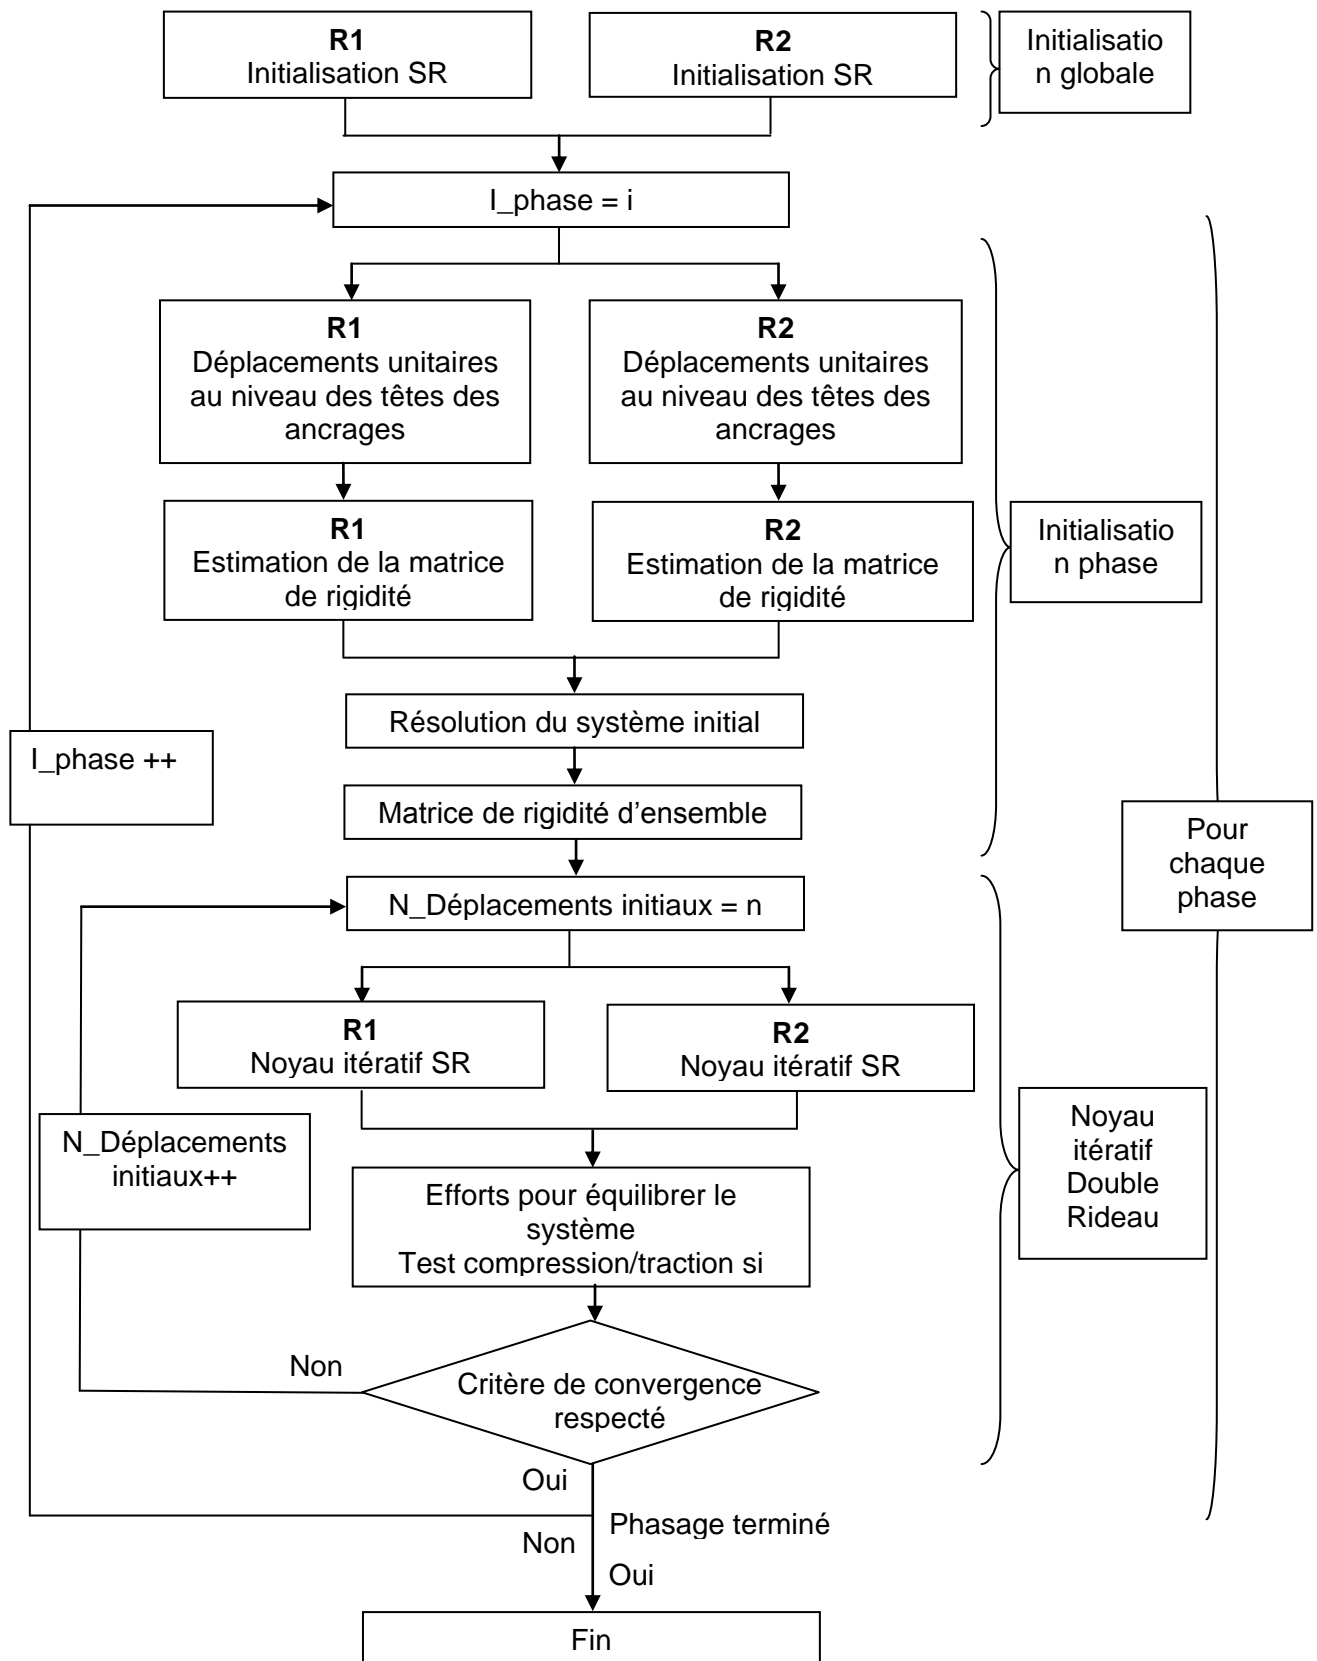 R1
Initialisation SR
R2
Initialisation SR
Initialisatio
n globale
I_phase = i
R1
Déplacements unitaires
au niveau des têtes des
ancrages
R2
Déplacements unitaires
au niveau des têtes des
ancrages
R1
Estimation de la matrice
de rigidité
R2
Estimation de la matrice
de rigidité
Initialisatio
n phase
Résolution du système initial
I_phase ++
Matrice de rigidité d’ensemble
Pour
chaque
phase
N_Déplacements initiaux = n
R1
Noyau itératif SR
R2
Noyau itératif SR
N_Déplacements
initiaux++
Noyau
itératif
Double
Rideau
Efforts pour équilibrer le
système
Test compression/traction si
Non
Critère de convergence
respecté
Oui
Phasage terminé
Non
Oui
Fin